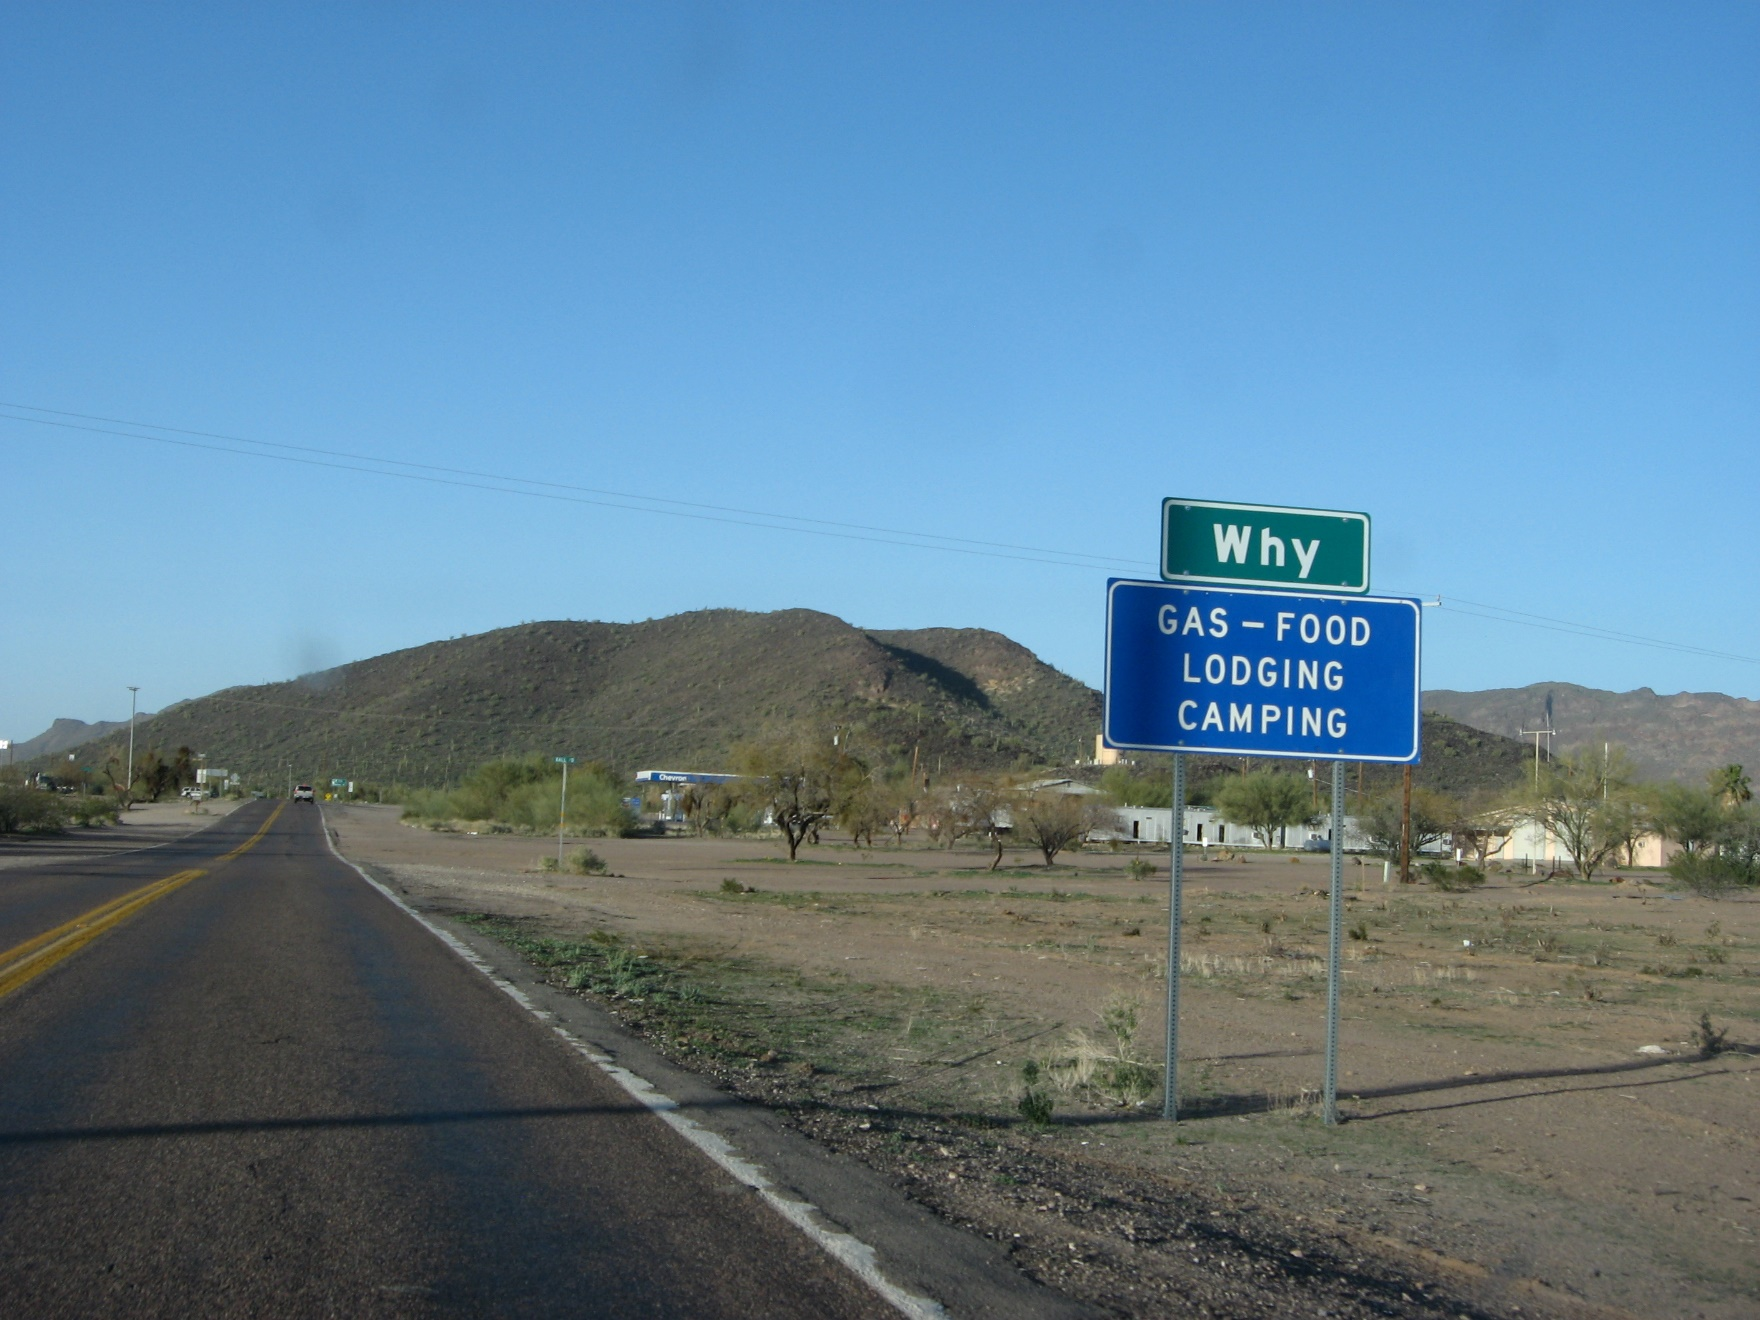 Why
GAS – FOOD
LODGING
CAMPING
Chevron